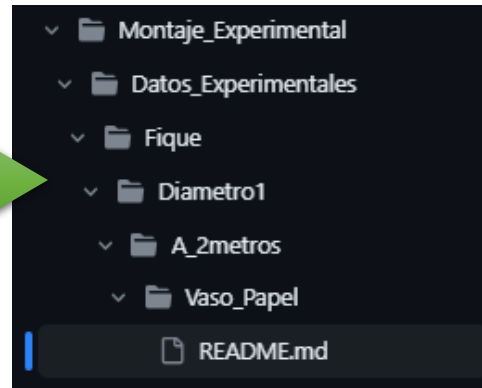 Montaje_Experimental
Datos_Experimentales
Fique
Diametro1
A_2metros
Vaso_Papel
README.md